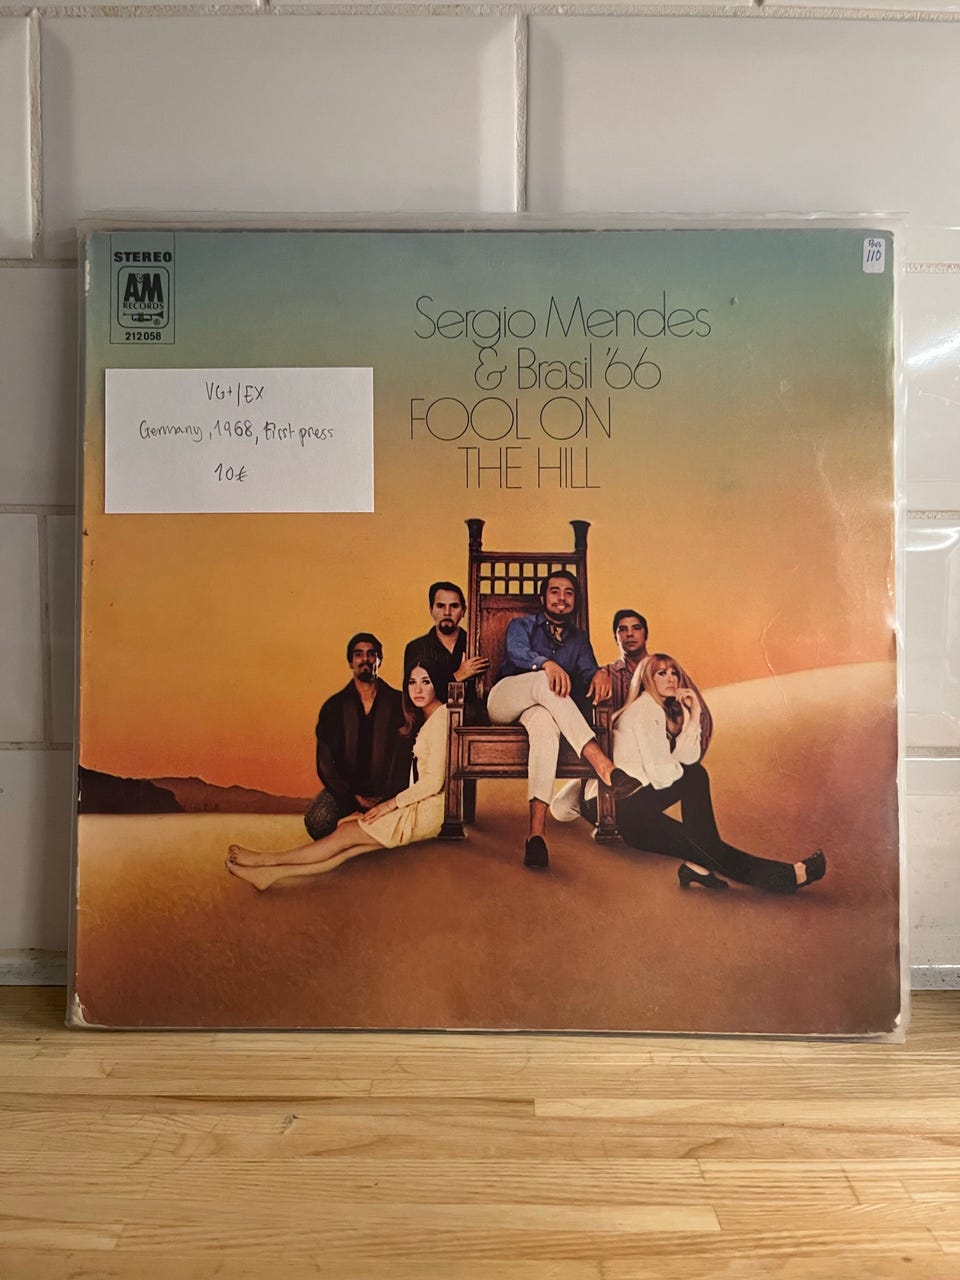 STEREO
A&M
RECORDS
®
212 058
110
Sergio Mendes
& Brasil '66
FOOL ON
THE HILL
VG+/EX
Germany, 1968, First press
10€